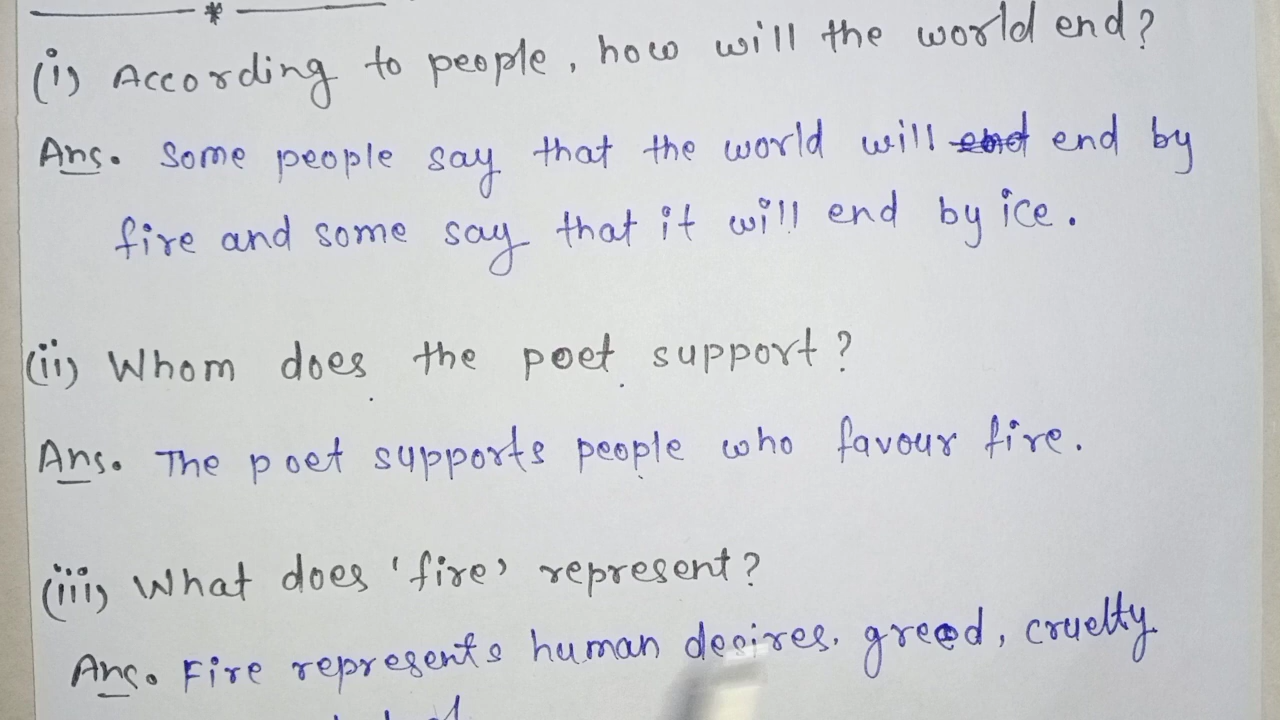 *
(i) According to people, how will the world end?
Ans. Some people say that the world will end by
fire and some say that it will end by ice.
(ii) Whom does the poet support?
Ans. The poet supports people who favour fire.
(iii) What does 'fire' represent?
Ans. Fire represents human desires, greed, cruelty